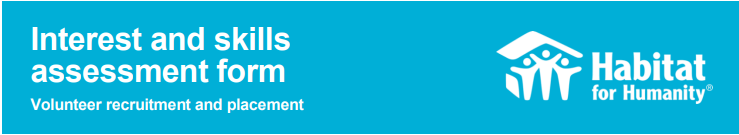 Interest and skills
assessment form
Volunteer recruitment and placement
Habitat
for Humanity®